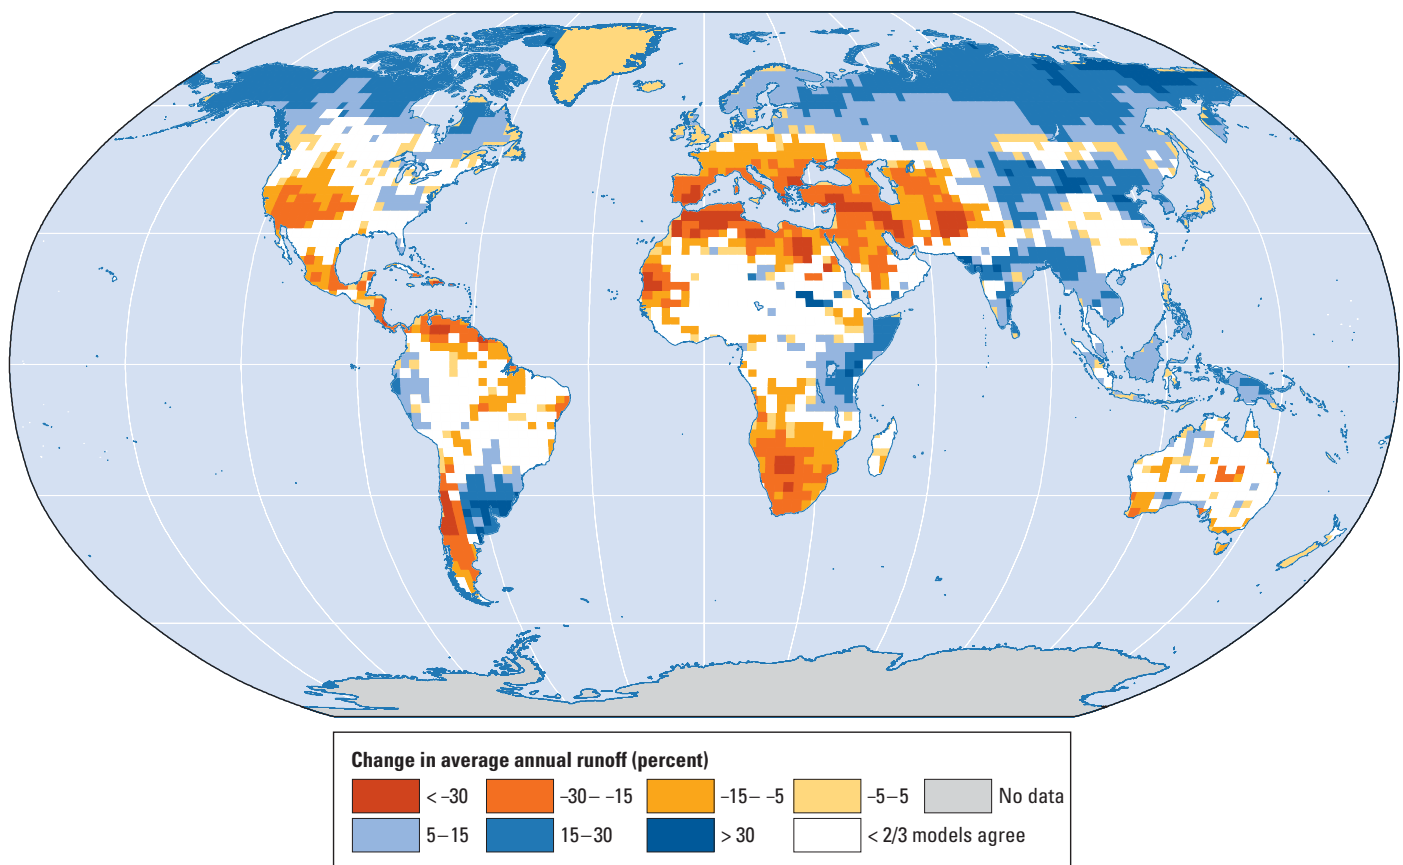 Change in average annual runoff (percent)
< –30 –30– –15 –15– –5 –5–5 No data
5–15 15–30 > 30 < 2/3 models agree